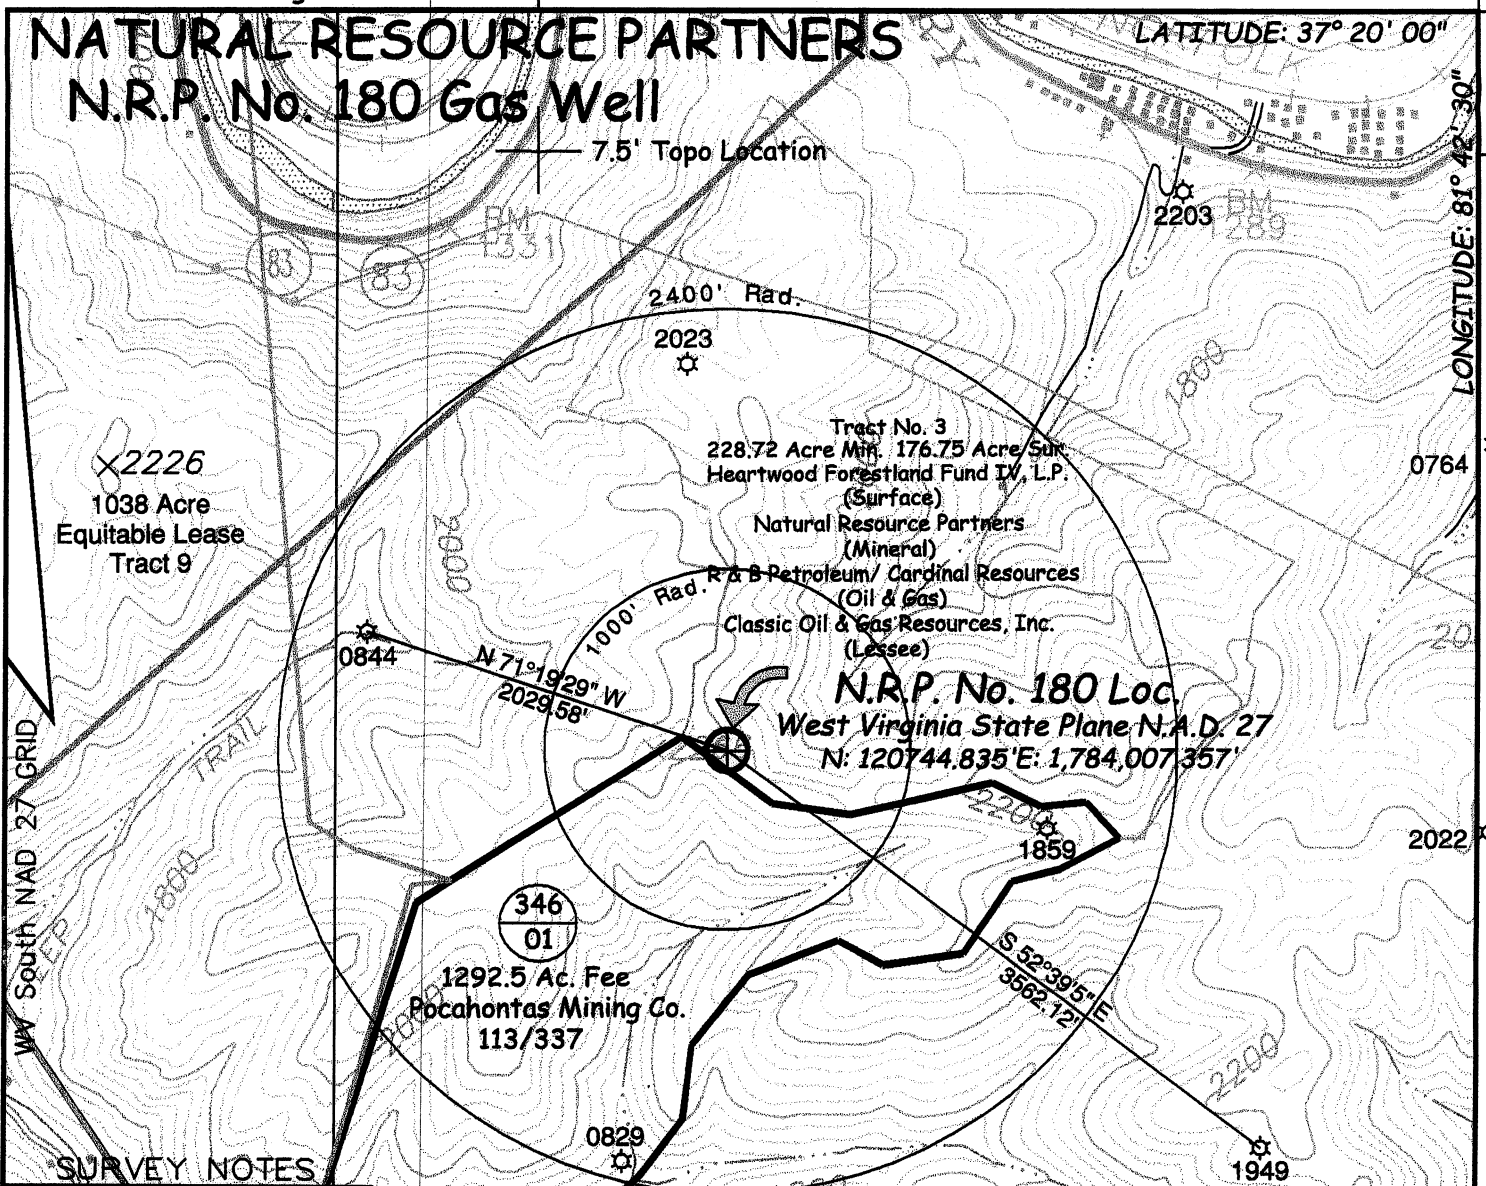 NATURAL RESOURCE PARTNERS
LATITUDE: 37° 20' 00"
N.R.P. No. 180 Gas Well
LONGITUDE: 81° 42' 30"
7.5' Topo Location
2203
BM
1331
BM
1289
83
83
2400' Rad.
2023
1800
Tract No. 3
228.72 Acre Min. 176.75 Acre Sur.
Heartwood Forestland Fund IV, L.P.
(Surface)
Natural Resource Partners
(Mineral)
R & B Petroleum/ Cardinal Resources
(Oil & Gas)
Classic Oil & Gas Resources, Inc.
(Lessee)
×2226
1038 Acre
Equitable Lease
Tract 9
0764
2000
1000' Rad.
0844
N 71°19'29" W
2029.58'
N.R.P. No. 180 Loc.
West Virginia State Plane N.A.D. 27
N: 120744.835'E: 1,784,007.357'
TRAIL
WV South NAD 27 GRID
2200
1859
2022
1800
346
01
1292.5 Ac. Fee
Pocahontas Mining Co.
113/337
2000
S 52°39'5" E
3562.12'
2200
0829
1949
SURVEY NOTES